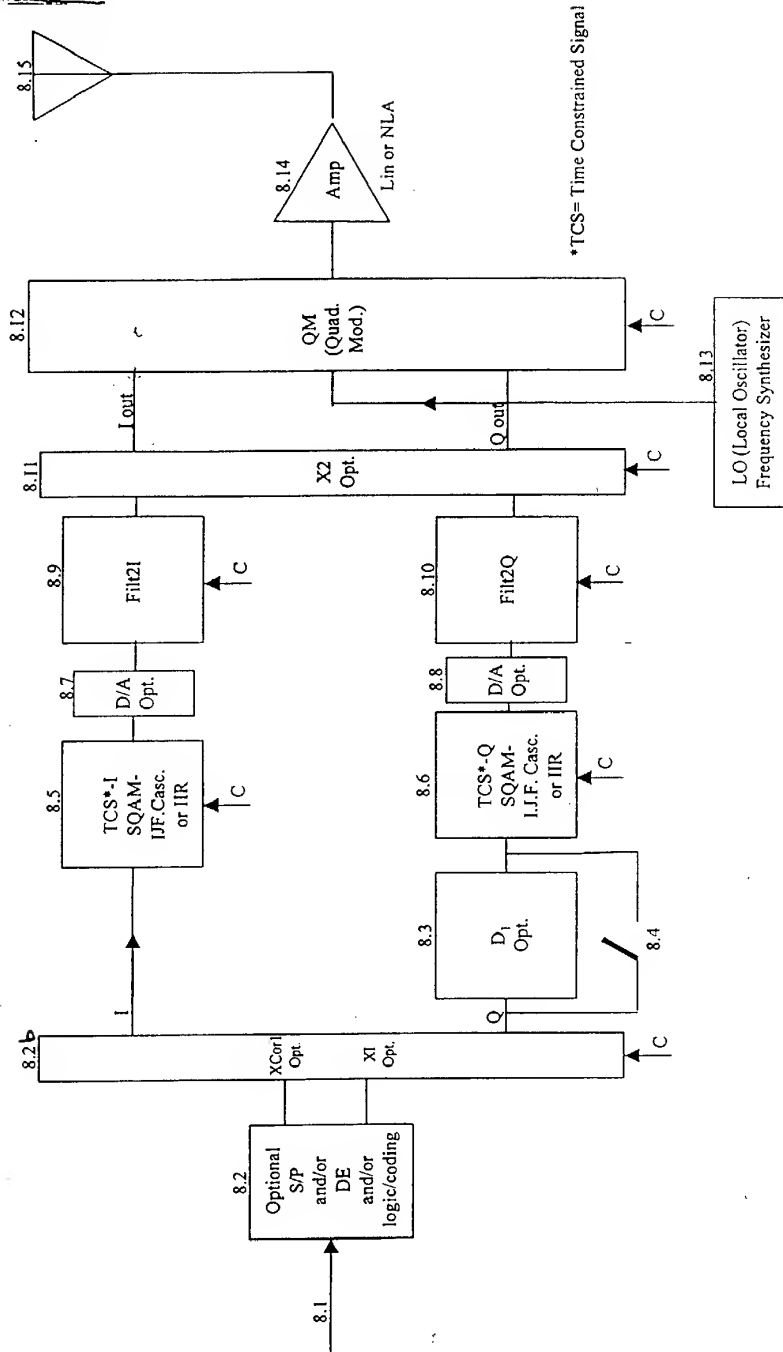 8.1
8.2
Optional
S/P
and/or
DE
and/or
logic/coding
8.2b
XCor1
Opt.
X1
Opt.
C
I
Q
8.3
D1
Opt.
8.4
8.5
TCS*-I
SQAM-
IJF.Casc.
or IIR
C
8.6
TCS*-Q
SQAM-
I.J.F. Casc.
or IIR
C
8.7
D/A
Opt.
8.8
D/A
Opt.
8.9
Filt2I
C
8.10
Filt2Q
C
8.11
X2
Opt.
C
I out
Q out
8.12
QM
(Quad.
Mod.)
C
8.13
LO (Local Oscillator)
Frequency Synthesizer
8.14
Amp
Lin or NLA
8.15
*TCS= Time Constrained Signal